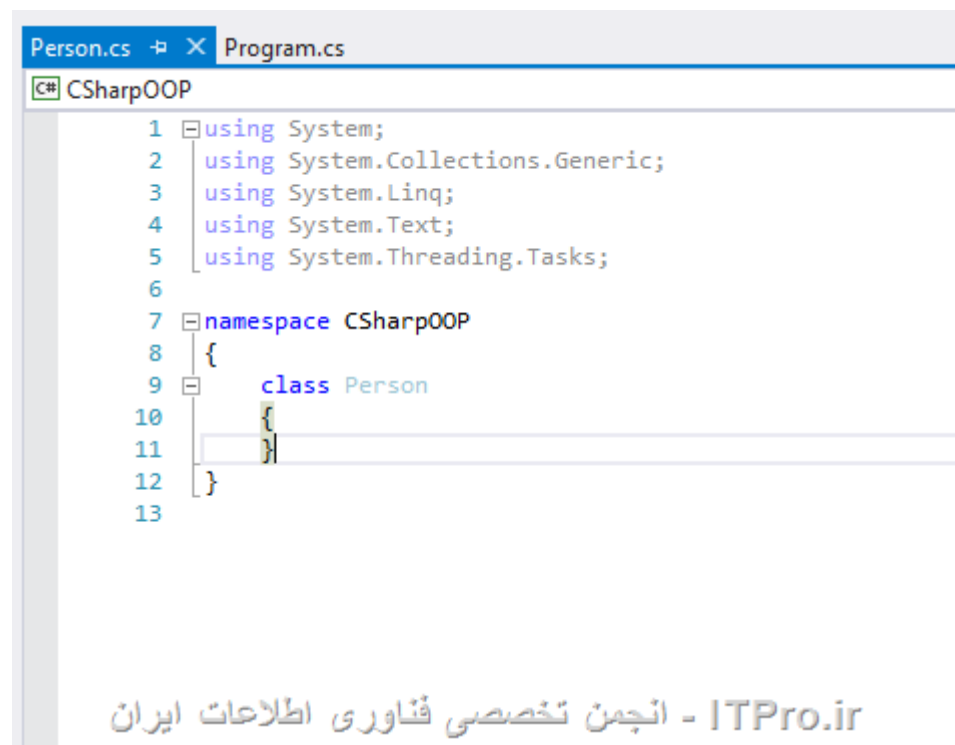 Person.cs Program.cs
C# CSharpOOP
1 using System;
2 using System.Collections.Generic;
3 using System.Linq;
4 using System.Text;
5 using System.Threading.Tasks;
6
7 namespace CSharpOOP
8 {
9 class Person
10 {
11 }
12 }
13
ITPro.ir - انجمن تخصصی فناوری اطلاعات ایران